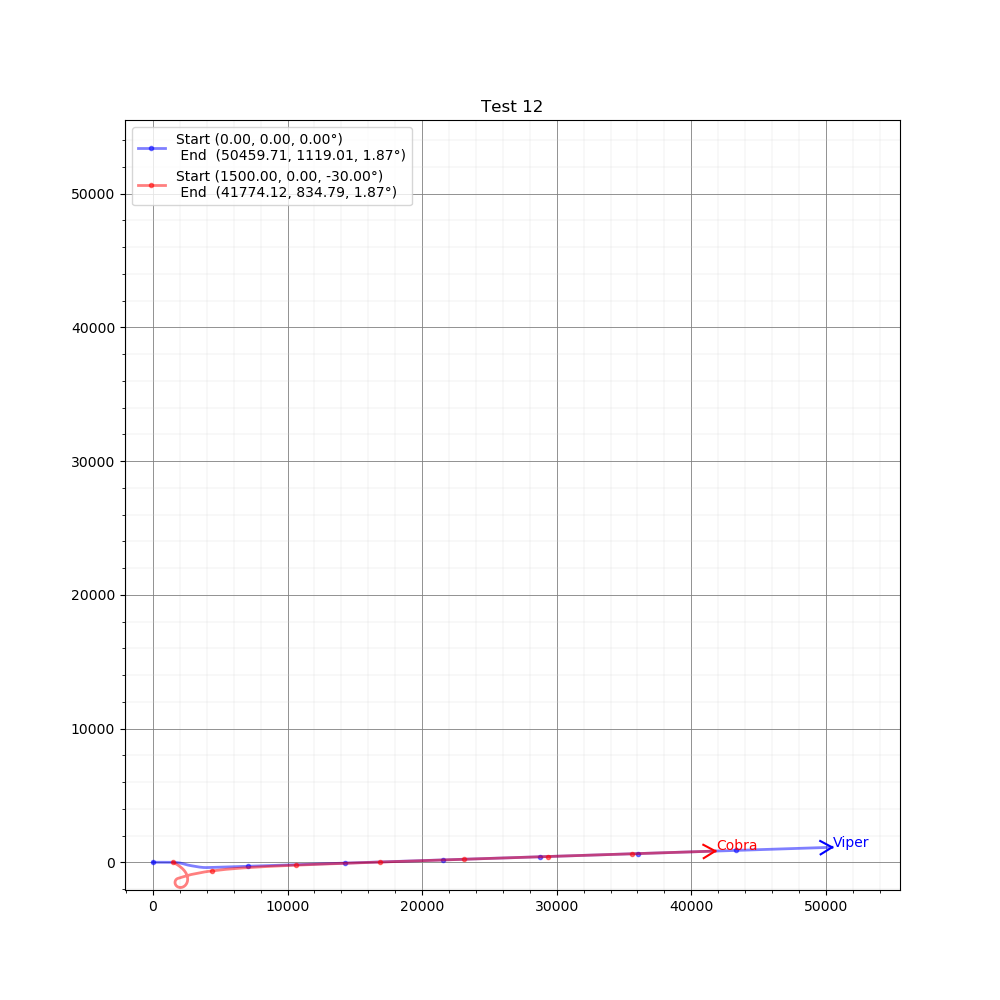 Test 12
Start (0.00, 0.00, 0.00°)
End (50459.71, 1119.01, 1.87°)
Start (1500.00, 0.00, -30.00°)
End (41774.12, 834.79, 1.87°)
50000
40000
30000
20000
10000
0
Cobra
Viper
0
10000
20000
30000
40000
50000